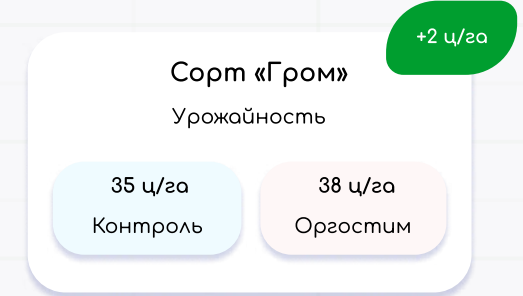 +2 ц/га
Сорт «Гром»
Урожайность
35 ц/га
38 ц/га
Контроль
Оргостим